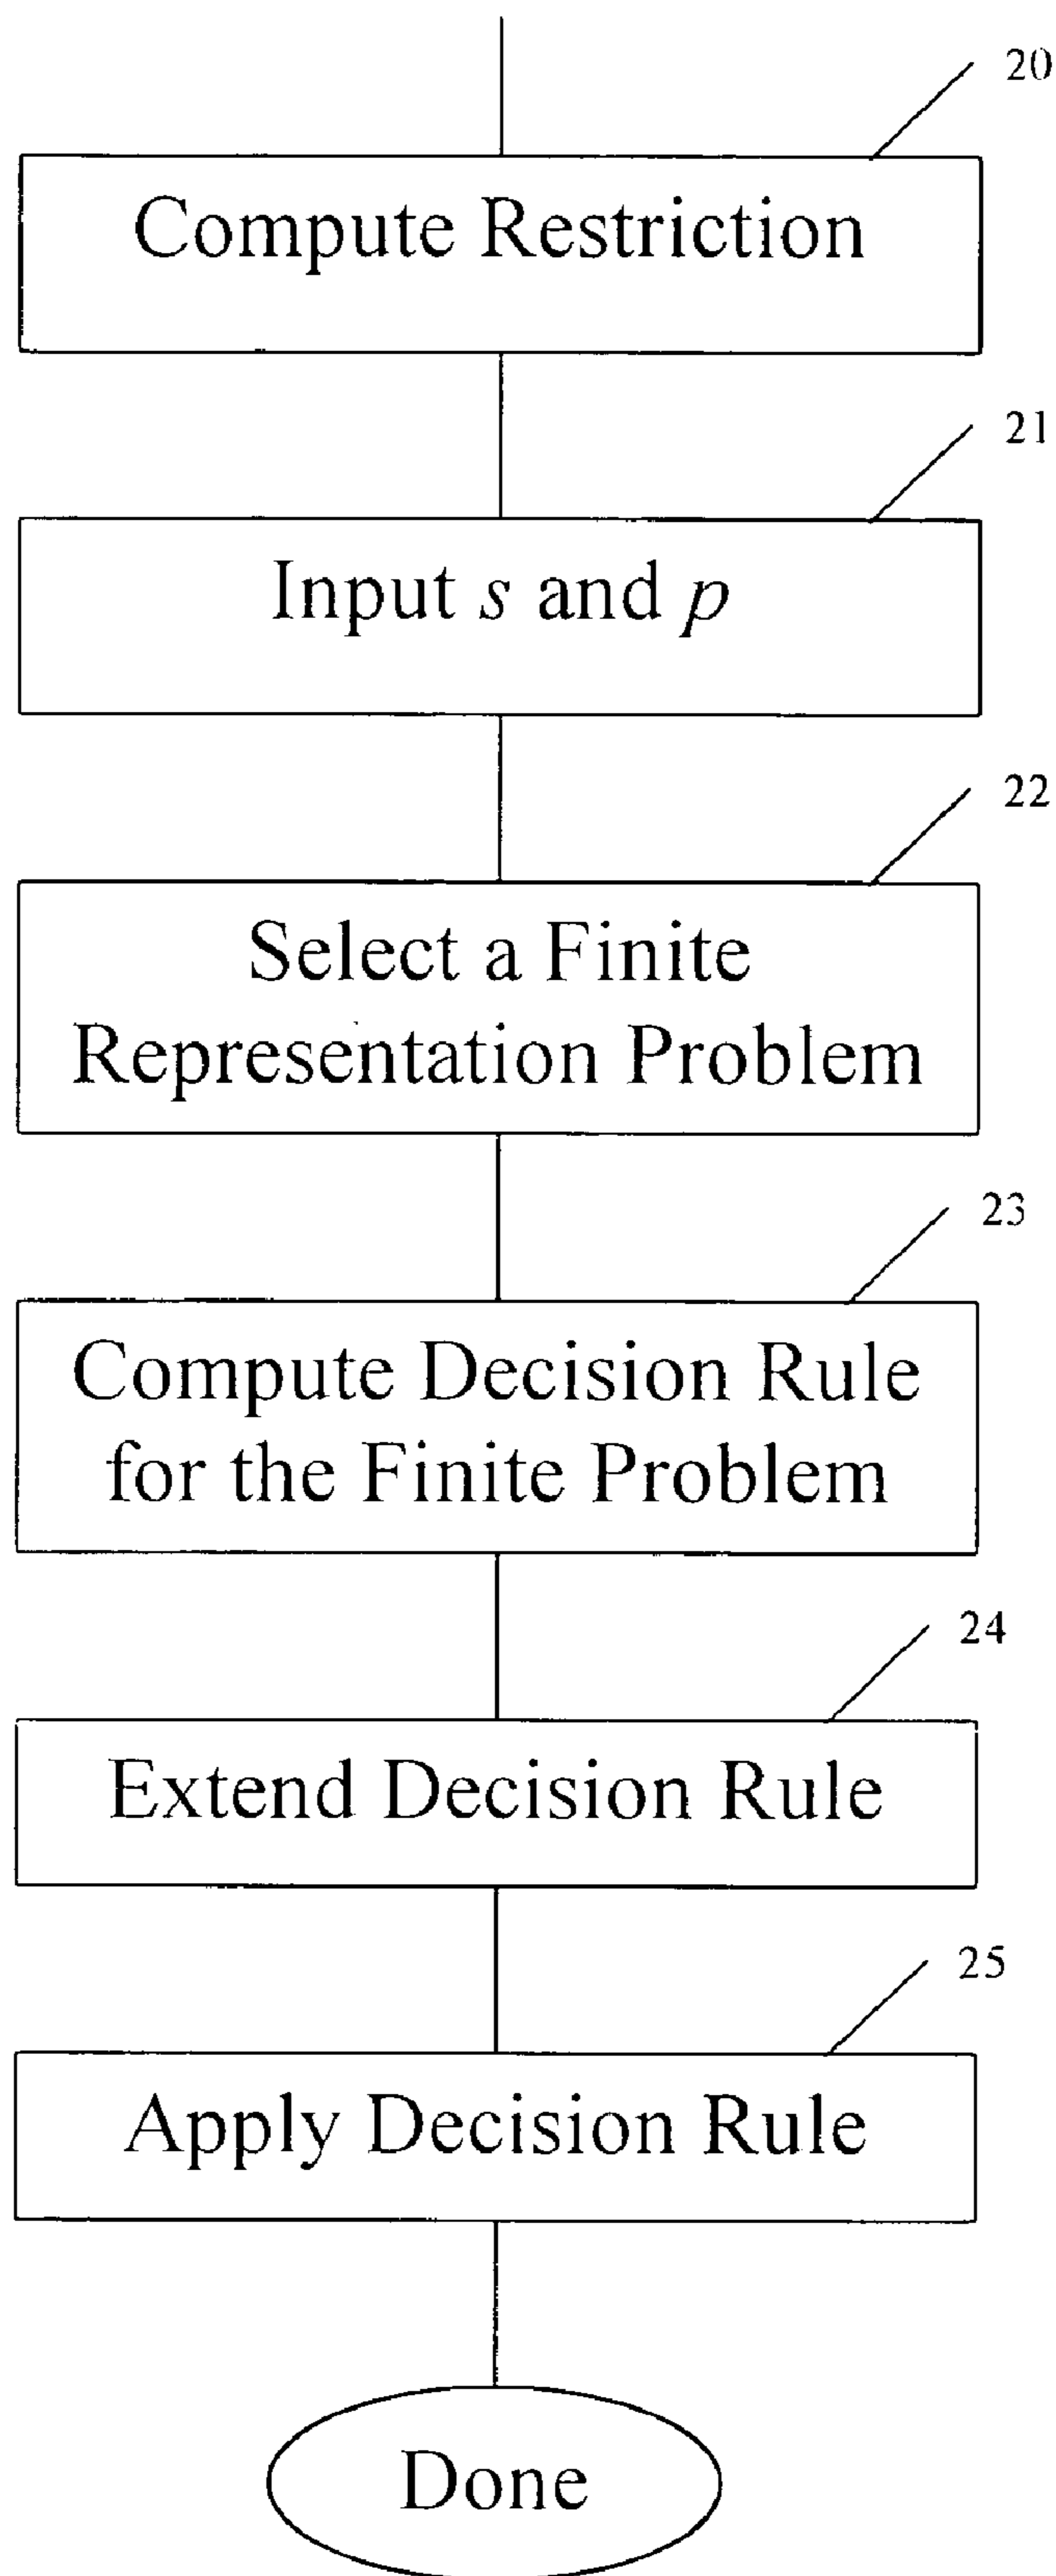 20
Compute Restriction
21
Input s and p
22
Select a Finite
Representation Problem
23
Compute Decision Rule
for the Finite Problem
24
Extend Decision Rule
25
Apply Decision Rule
Done